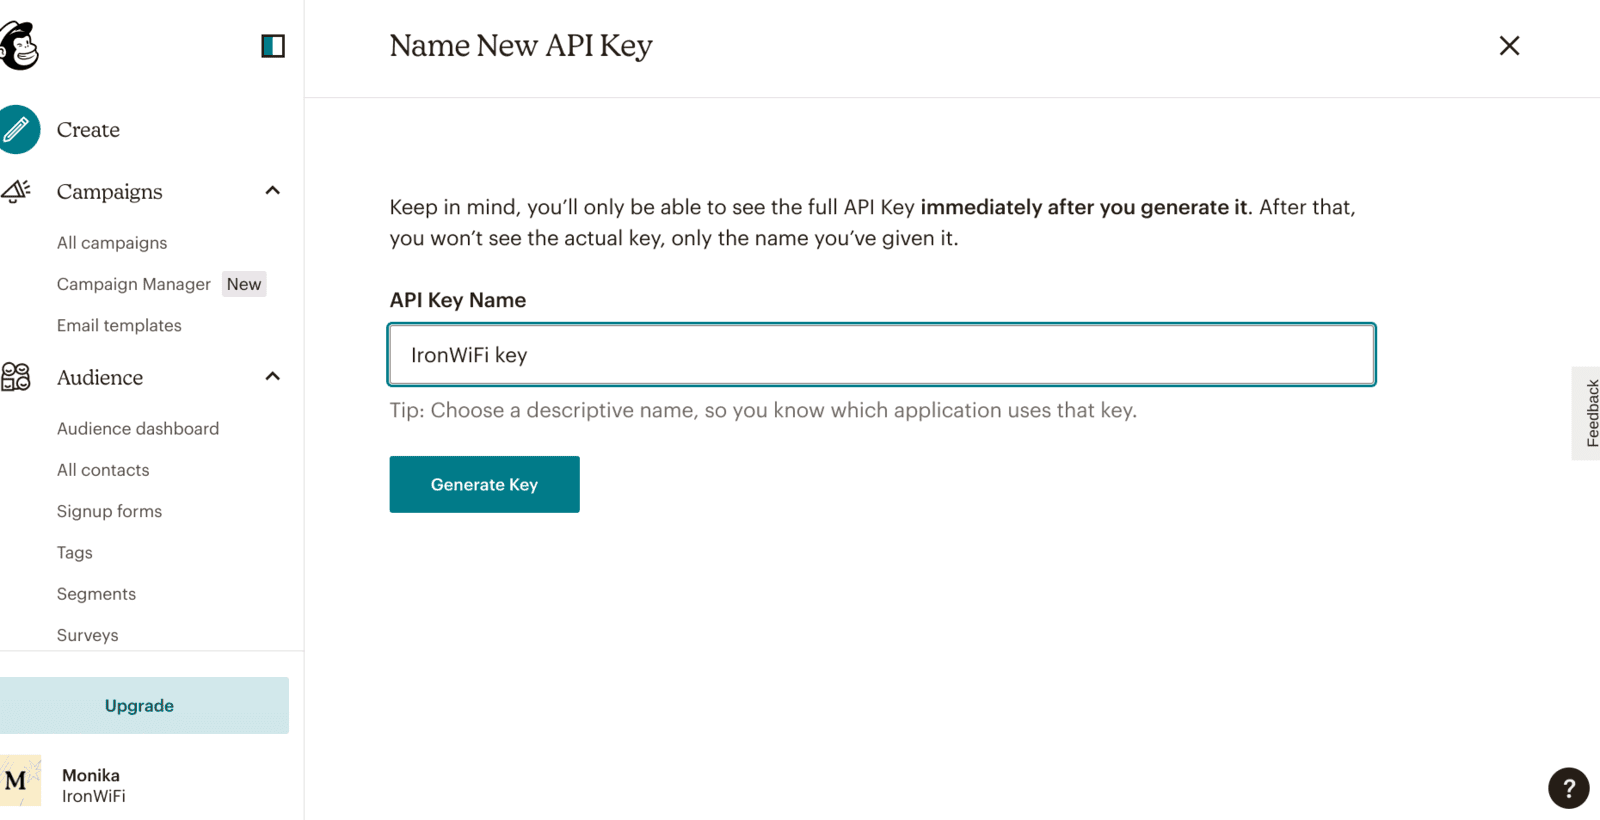 Name New API Key
Create
Campaigns
All campaigns
Campaign Manager New
Email templates
Audience
Audience dashboard
All contacts
Signup forms
Tags
Segments
Surveys
Upgrade
M
Monika
IronWiFi
Keep in mind, you’ll only be able to see the full API Key immediately after you generate it. After that,
you won’t see the actual key, only the name you’ve given it.
API Key Name
IronWiFi key
Tip: Choose a descriptive name, so you know which application uses that key.
Generate Key
Feedback
?